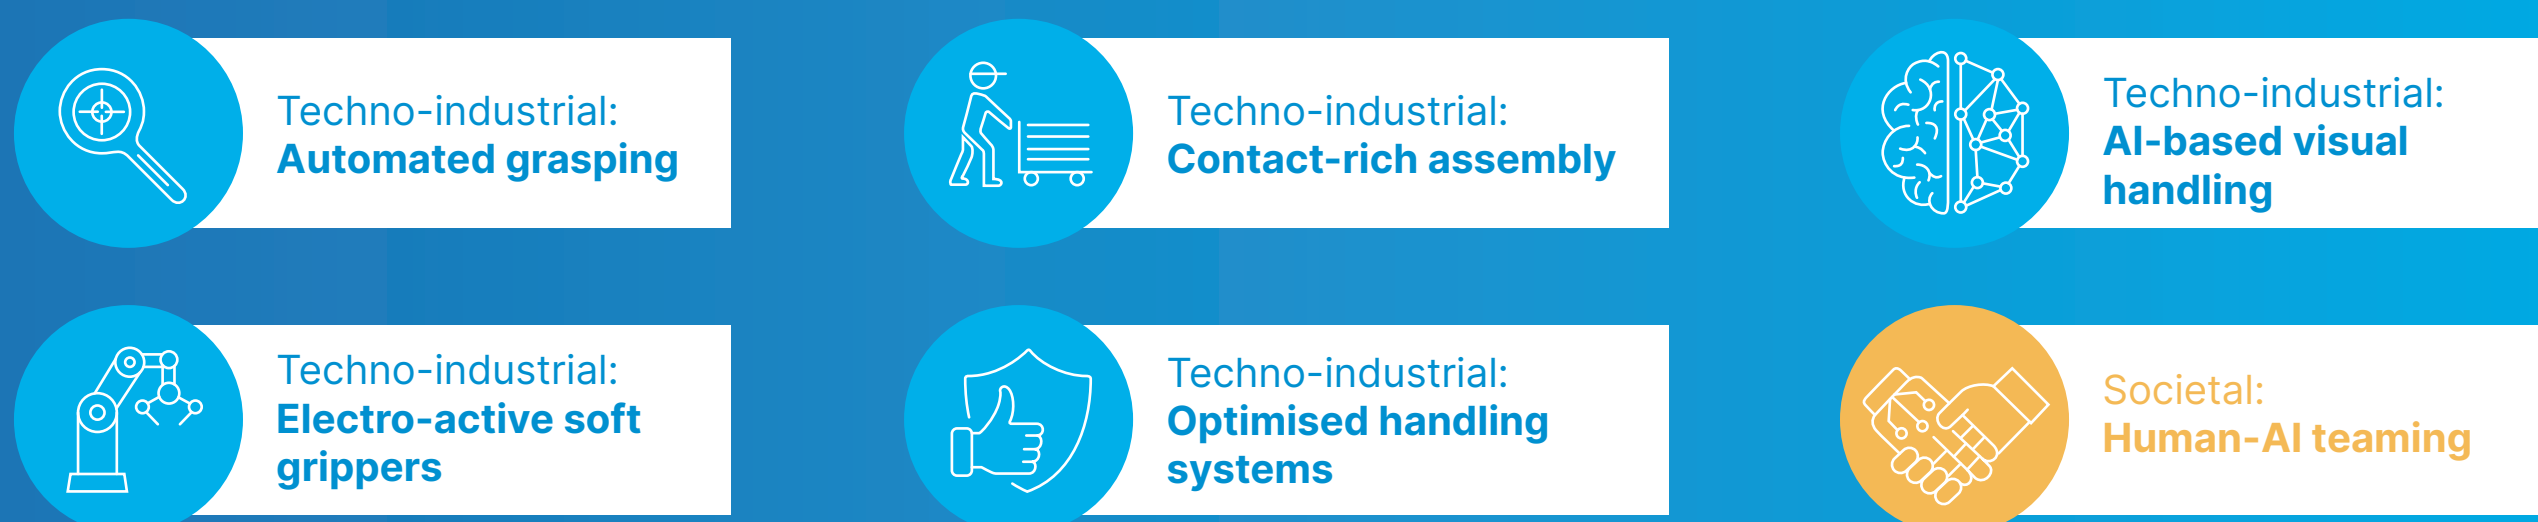 Techno-industrial:
Automated grasping
Techno-industrial:
Contact-rich assembly
Techno-industrial:
AI-based visual
handling
Techno-industrial:
Electro-active soft
grippers
Techno-industrial:
Optimised handling
systems
Societal:
Human-AI teaming